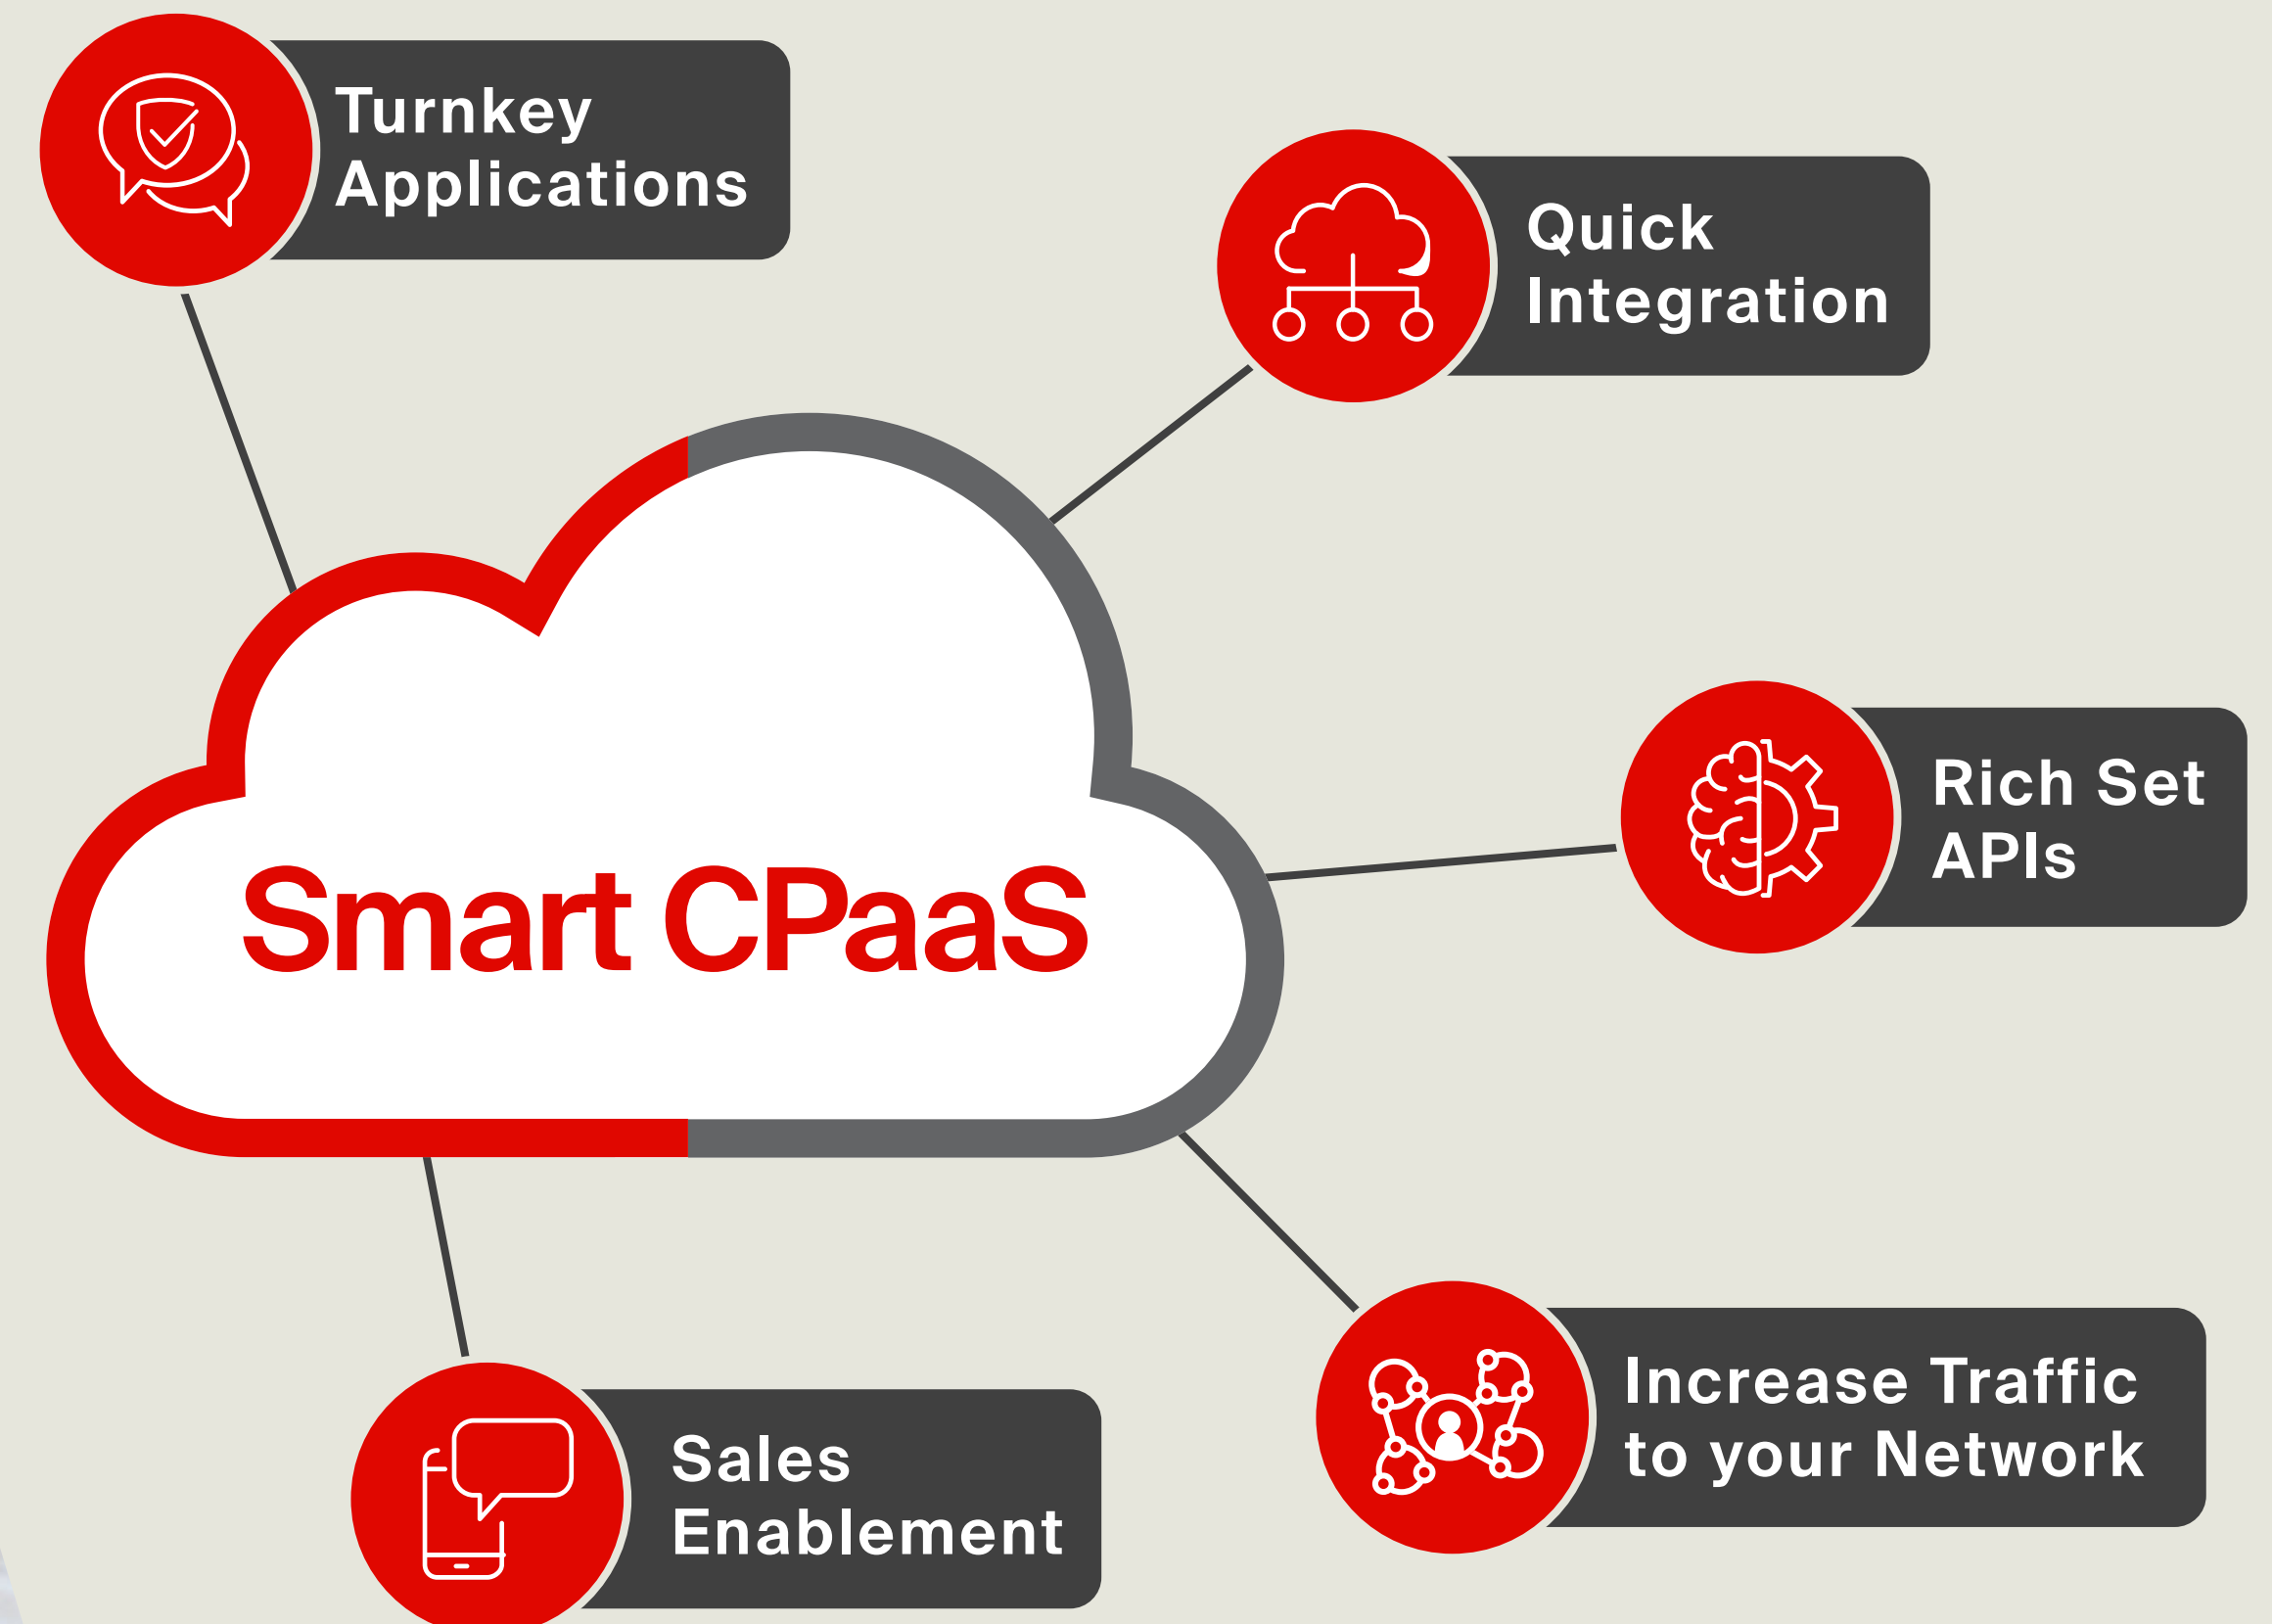 Turnkey
Applications
Quick
Integration
Rich Set
APIs
Smart CPaaS
Increase Traffic
to your Network
Sales
Enablement